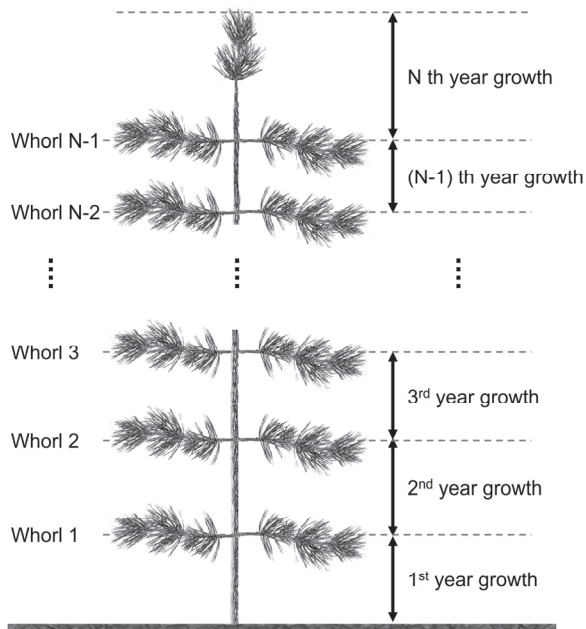 N th year growth
Whorl N-1
(N-1) th year growth
Whorl N-2
Whorl 3
3rd year growth
Whorl 2
2nd year growth
Whorl 1
1st year growth